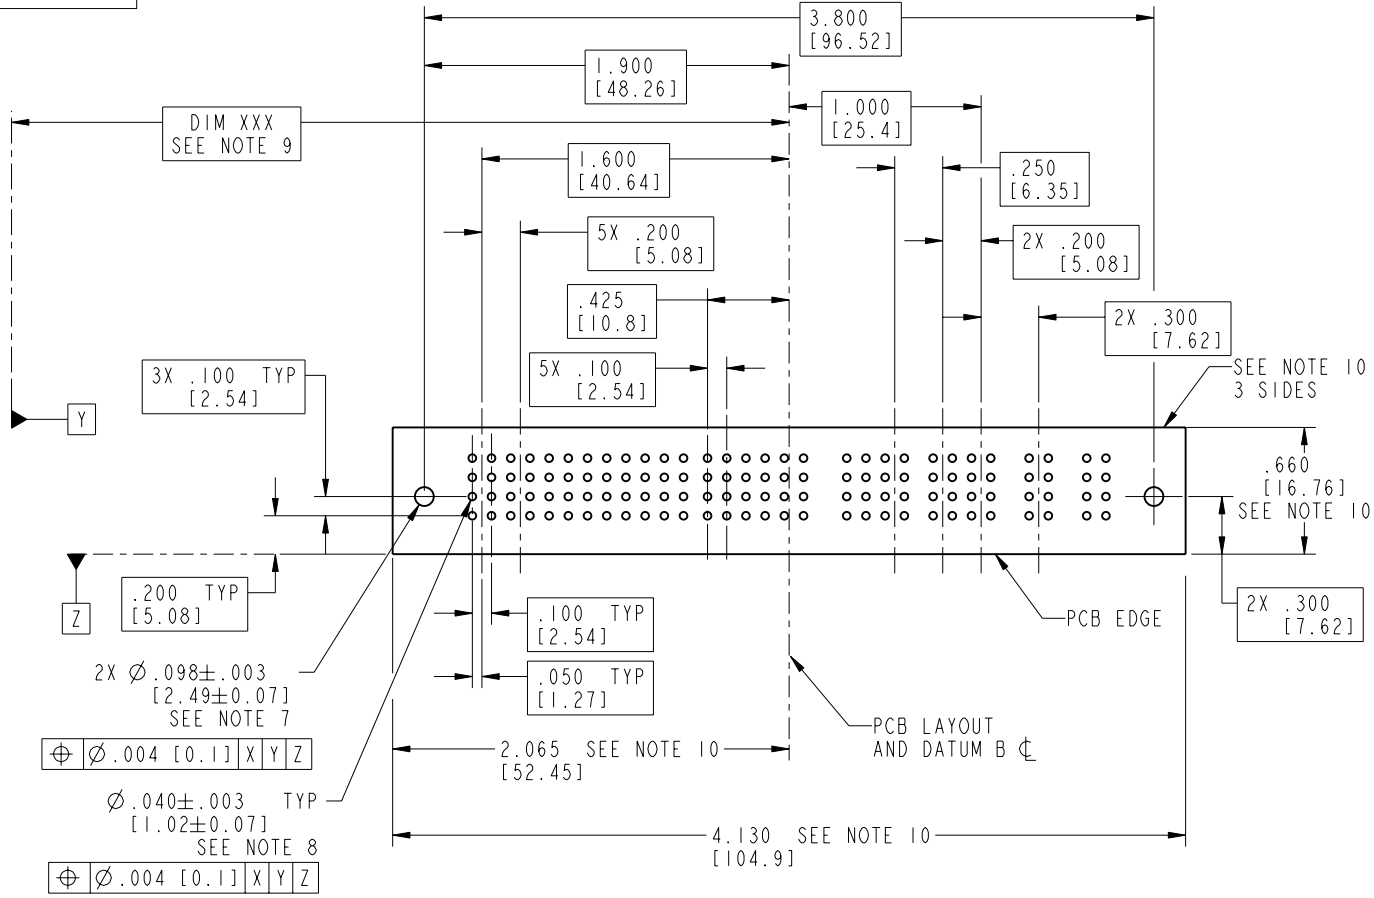 3.800
[96.52]
1.900
[48.26]
1.000
[25.4]
DIM XXX
SEE NOTE 9
1.600
[40.64]
.250
[6.35]
5X .200
[5.08]
2X .200
[5.08]
.425
[10.8]
2X .300
[7.62]
5X .100
[2.54]
3X .100 TYP
[2.54]
SEE NOTE 10
3 SIDES
Y
.660
[16.76]
SEE NOTE 10
.200 TYP
[5.08]
Z
.100 TYP
[2.54]
PCB EDGE
2X .300
[7.62]
2X Ø.098±.003
[2.49±0.07]
SEE NOTE 7
.050 TYP
[1.27]
⌖ Ø.004 [0.1] X Y Z
2.065 SEE NOTE 10
[52.45]
PCB LAYOUT
AND DATUM B ℄
Ø.040±.003 TYP
[1.02±0.07]
SEE NOTE 8
4.130 SEE NOTE 10
[104.9]
⌖ Ø.004 [0.1] X Y Z